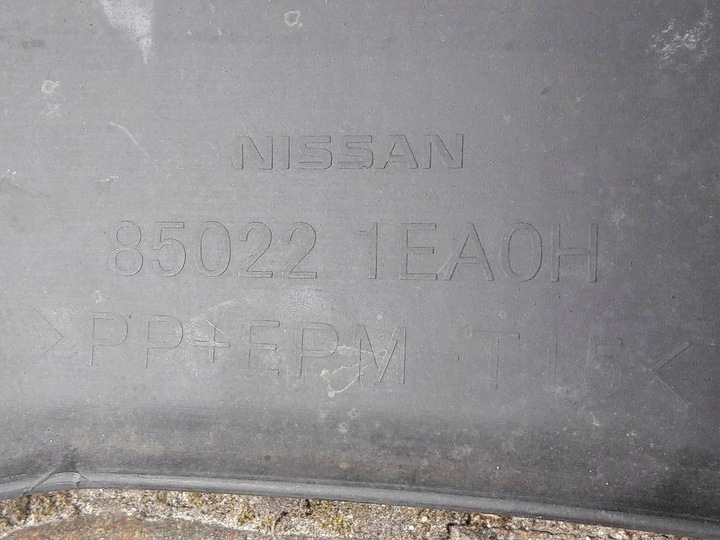 NISSAN
85022 1EA0H
>PP+EPM -T15<